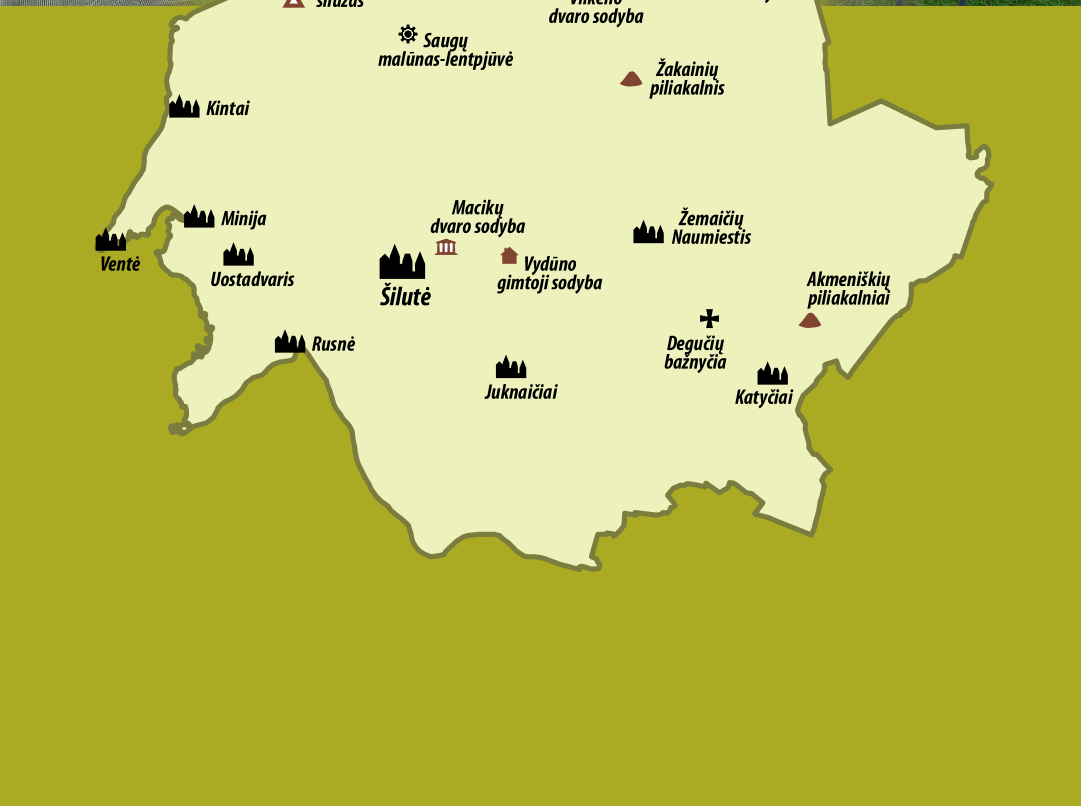 dvaro sodyba
Saugų
malūnas-lentpjūvė
Žakainių
piliakalnis
Kintai
Macikų
dvaro sodyba
Minija
Žemaičių
Naumiestis
Ventė
Uostadvaris
Vydūno
gimtoji sodyba
Šilutė
Akmeniškių
piliakalniai
Rusnė
Degučių
bažnyčia
Juknaičiai
Katyčiai